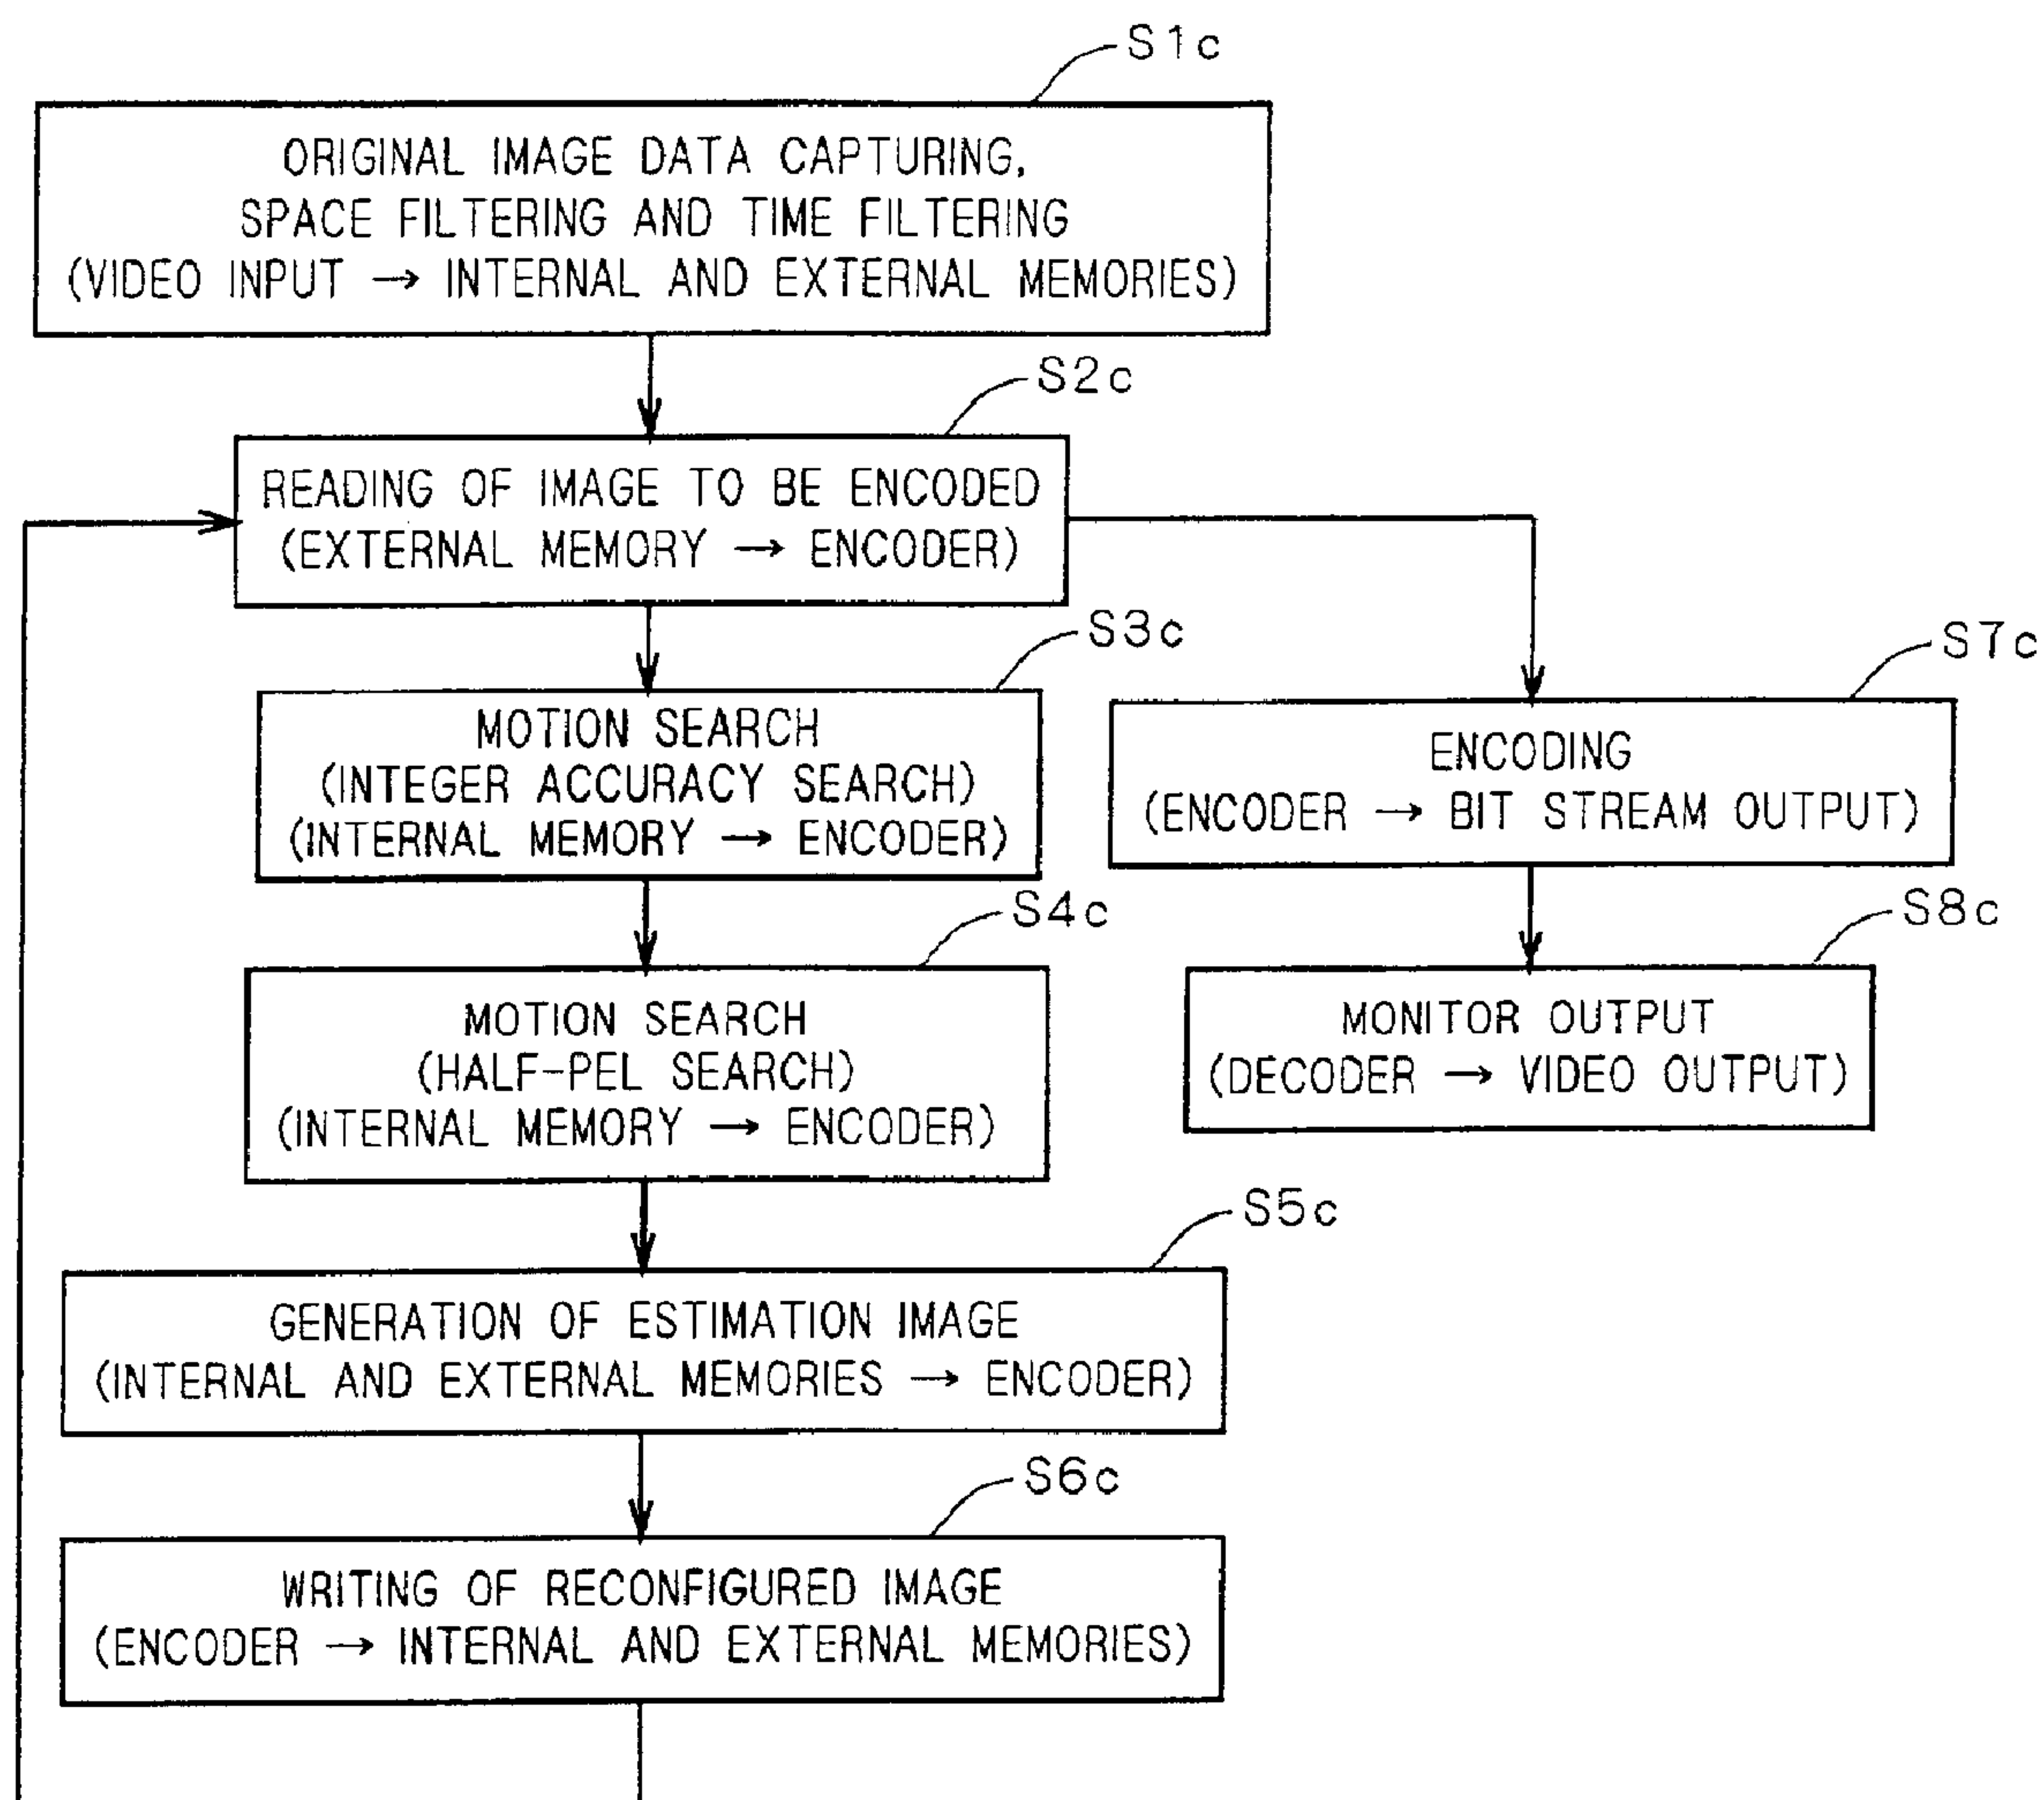 S1c
ORIGINAL IMAGE DATA CAPTURING,
SPACE FILTERING AND TIME FILTERING
(VIDEO INPUT → INTERNAL AND EXTERNAL MEMORIES)
S2c
READING OF IMAGE TO BE ENCODED
(EXTERNAL MEMORY → ENCODER)
S3c
MOTION SEARCH
(INTEGER ACCURACY SEARCH)
(INTERNAL MEMORY → ENCODER)
S7c
ENCODING
(ENCODER → BIT STREAM OUTPUT)
S4c
MOTION SEARCH
(HALF-PEL SEARCH)
(INTERNAL MEMORY → ENCODER)
S8c
MONITOR OUTPUT
(DECODER → VIDEO OUTPUT)
S5c
GENERATION OF ESTIMATION IMAGE
(INTERNAL AND EXTERNAL MEMORIES → ENCODER)
S6c
WRITING OF RECONFIGURED IMAGE
(ENCODER → INTERNAL AND EXTERNAL MEMORIES)